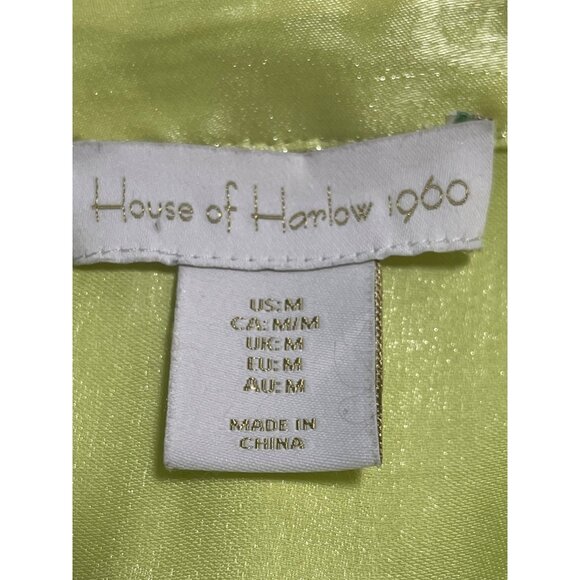 House of Harlow 1960
US: M
CA: M/M
UK: M
EU: M
AU: M
MADE IN
CHINA